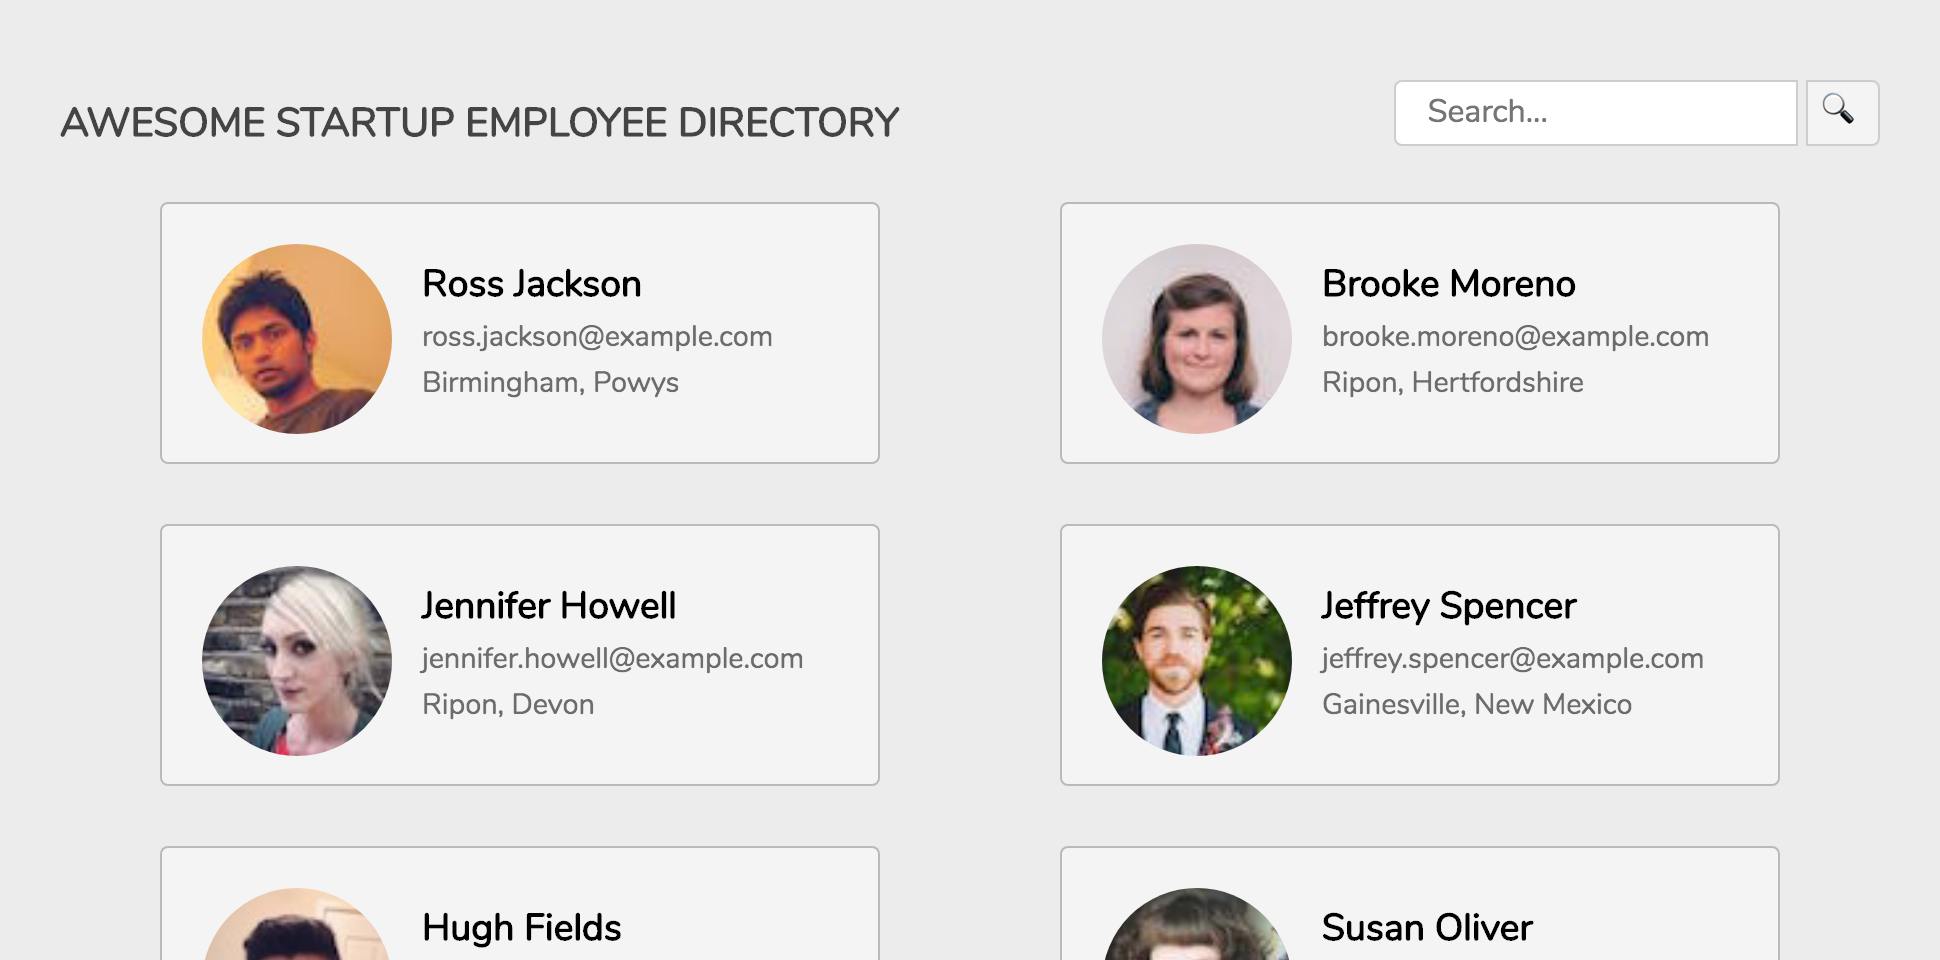 AWESOME STARTUP EMPLOYEE DIRECTORY
Search...
Ross Jackson
ross.jackson@example.com
Birmingham, Powys
Brooke Moreno
brooke.moreno@example.com
Ripon, Hertfordshire
Jennifer Howell
jennifer.howell@example.com
Ripon, Devon
Jeffrey Spencer
jeffrey.spencer@example.com
Gainesville, New Mexico
Hugh Fields
Susan Oliver